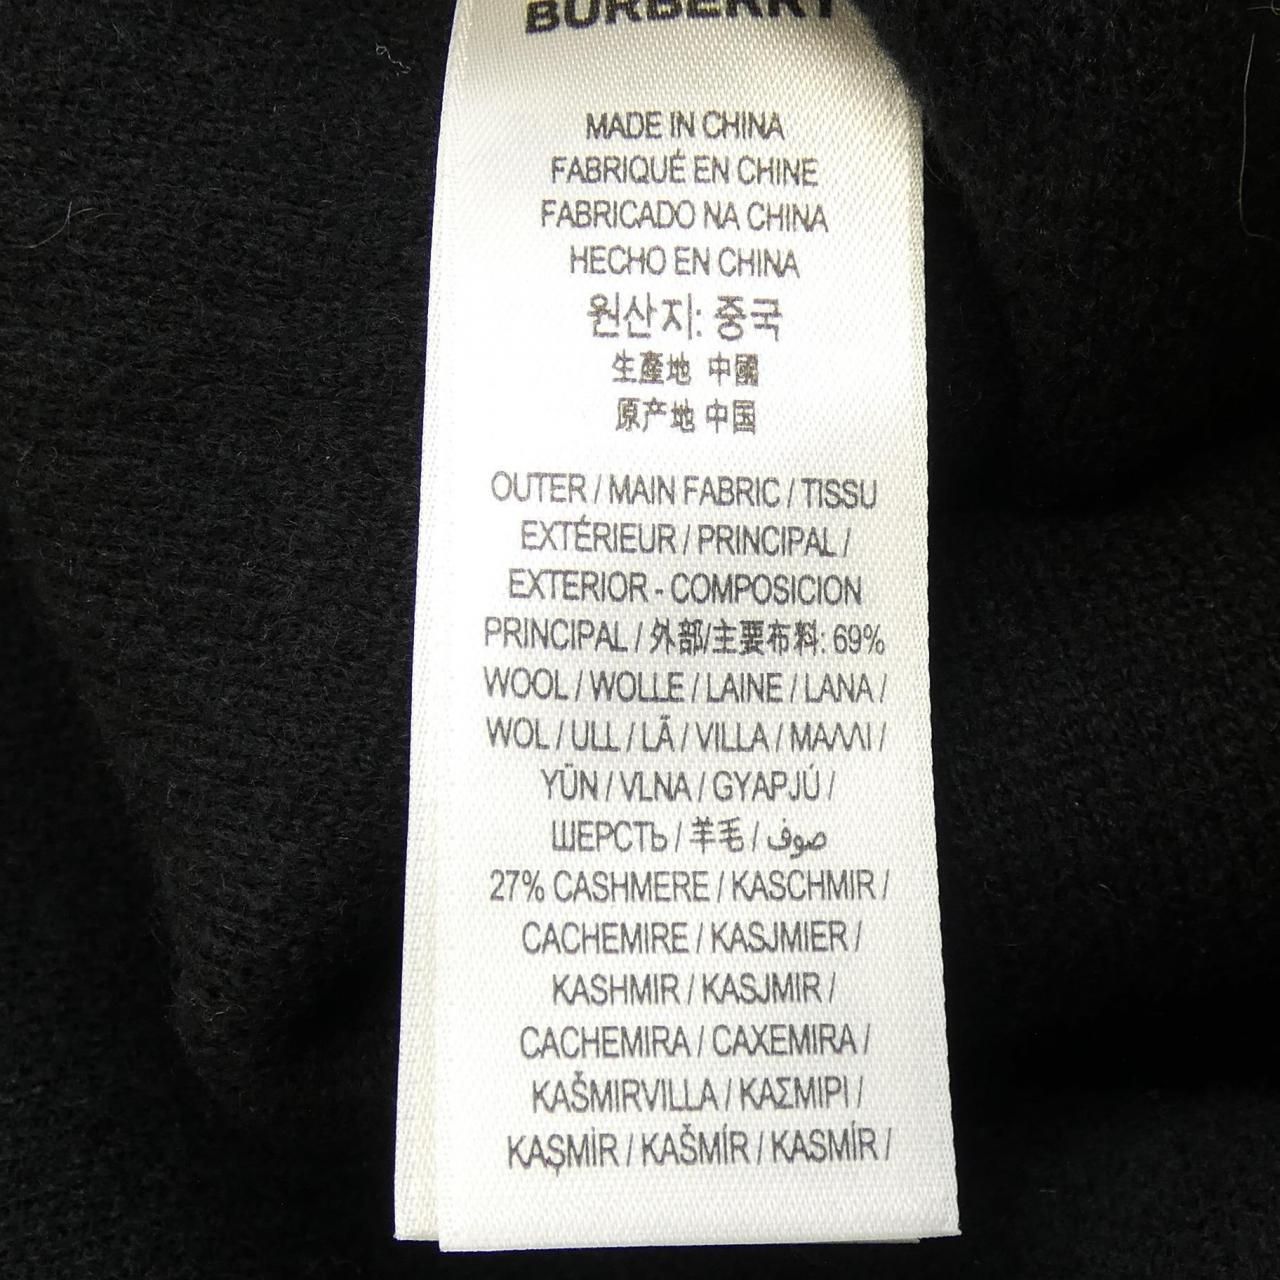 BURBERRY
MADE IN CHINA
FABRIQUÉ EN CHINE
FABRICADO NA CHINA
HECHO EN CHINA
원산지: 중국
生產地 中國
原产地 中国
OUTER / MAIN FABRIC / TISSU
EXTÉRIEUR / PRINCIPAL /
EXTERIOR - COMPOSICION
PRINCIPAL / 外部/主要布料: 69%
WOOL / WOLLE / LAINE / LANA /
WOL / ULL / LÃ / VILLA / ΜΑΛΛΙ /
YÜN / VLNA / GYAPJÚ /
ШЕРСТЬ / 羊毛 / صوف
27% CASHMERE / KASCHMIR /
CACHEMIRE / KASJMIER /
KASHMIR / KASJMIR /
CACHEMIRA / CAXEMIRA /
KAŠMIRVILLA / ΚΑΣΜΙΡΙ /
KAŞMİR / KAŠMÍR / KASMÍR /